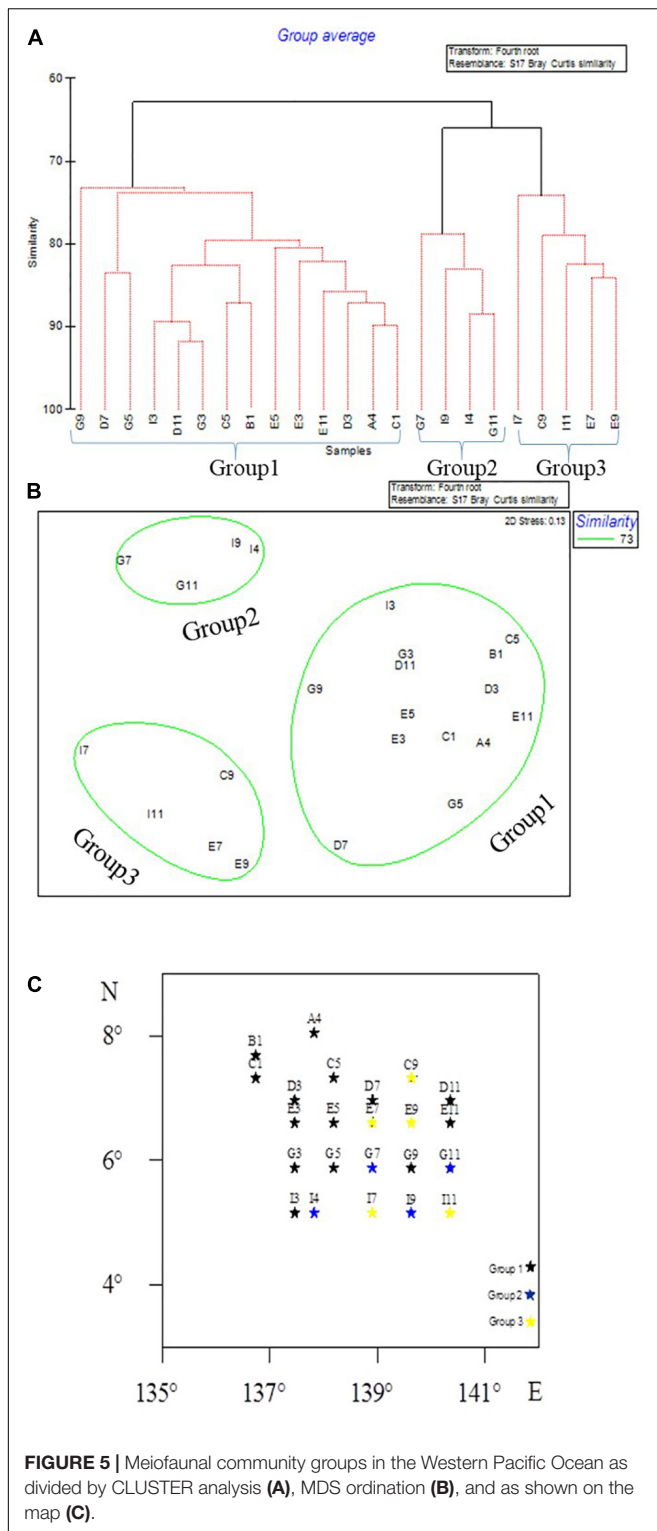 A
Group average
Transform: Fourth root
Resemblance: S17 Bray Curtis similarity
60
70
80
90
100
Similarity
G9 D7 G5 I3 D11 G3 C5 B1 E5 E3 E11 D3 A4 C1 G7 I9 I4 G11 I7 C9 I11 E7 E9
Samples
Group1 Group2 Group3
B
Transform: Fourth root
Resemblance: S17 Bray Curtis similarity
2D Stress: 0.13
Similarity
73
I9
I4
G7
G11
Group2
I3
C5
G3
B1
D11
G9
D3
E5
E11
E3
C1
A4
I7
C9
G5
I11
Group1
E7
D7
E9
Group3
C
N
8°
6°
4°
A4
B1
C1 C5 C9
D3 D7 D11
E3 E5 E7 E9 E11
G3 G5 G7 G9 G11
I3 I4 I7 I9 I11
Group 1
Group2
Group 3
135° 137° 139° 141° E
FIGURE 5 | Meiofaunal community groups in the Western Pacific Ocean as
divided by CLUSTER analysis (A), MDS ordination (B), and as shown on the
map (C).